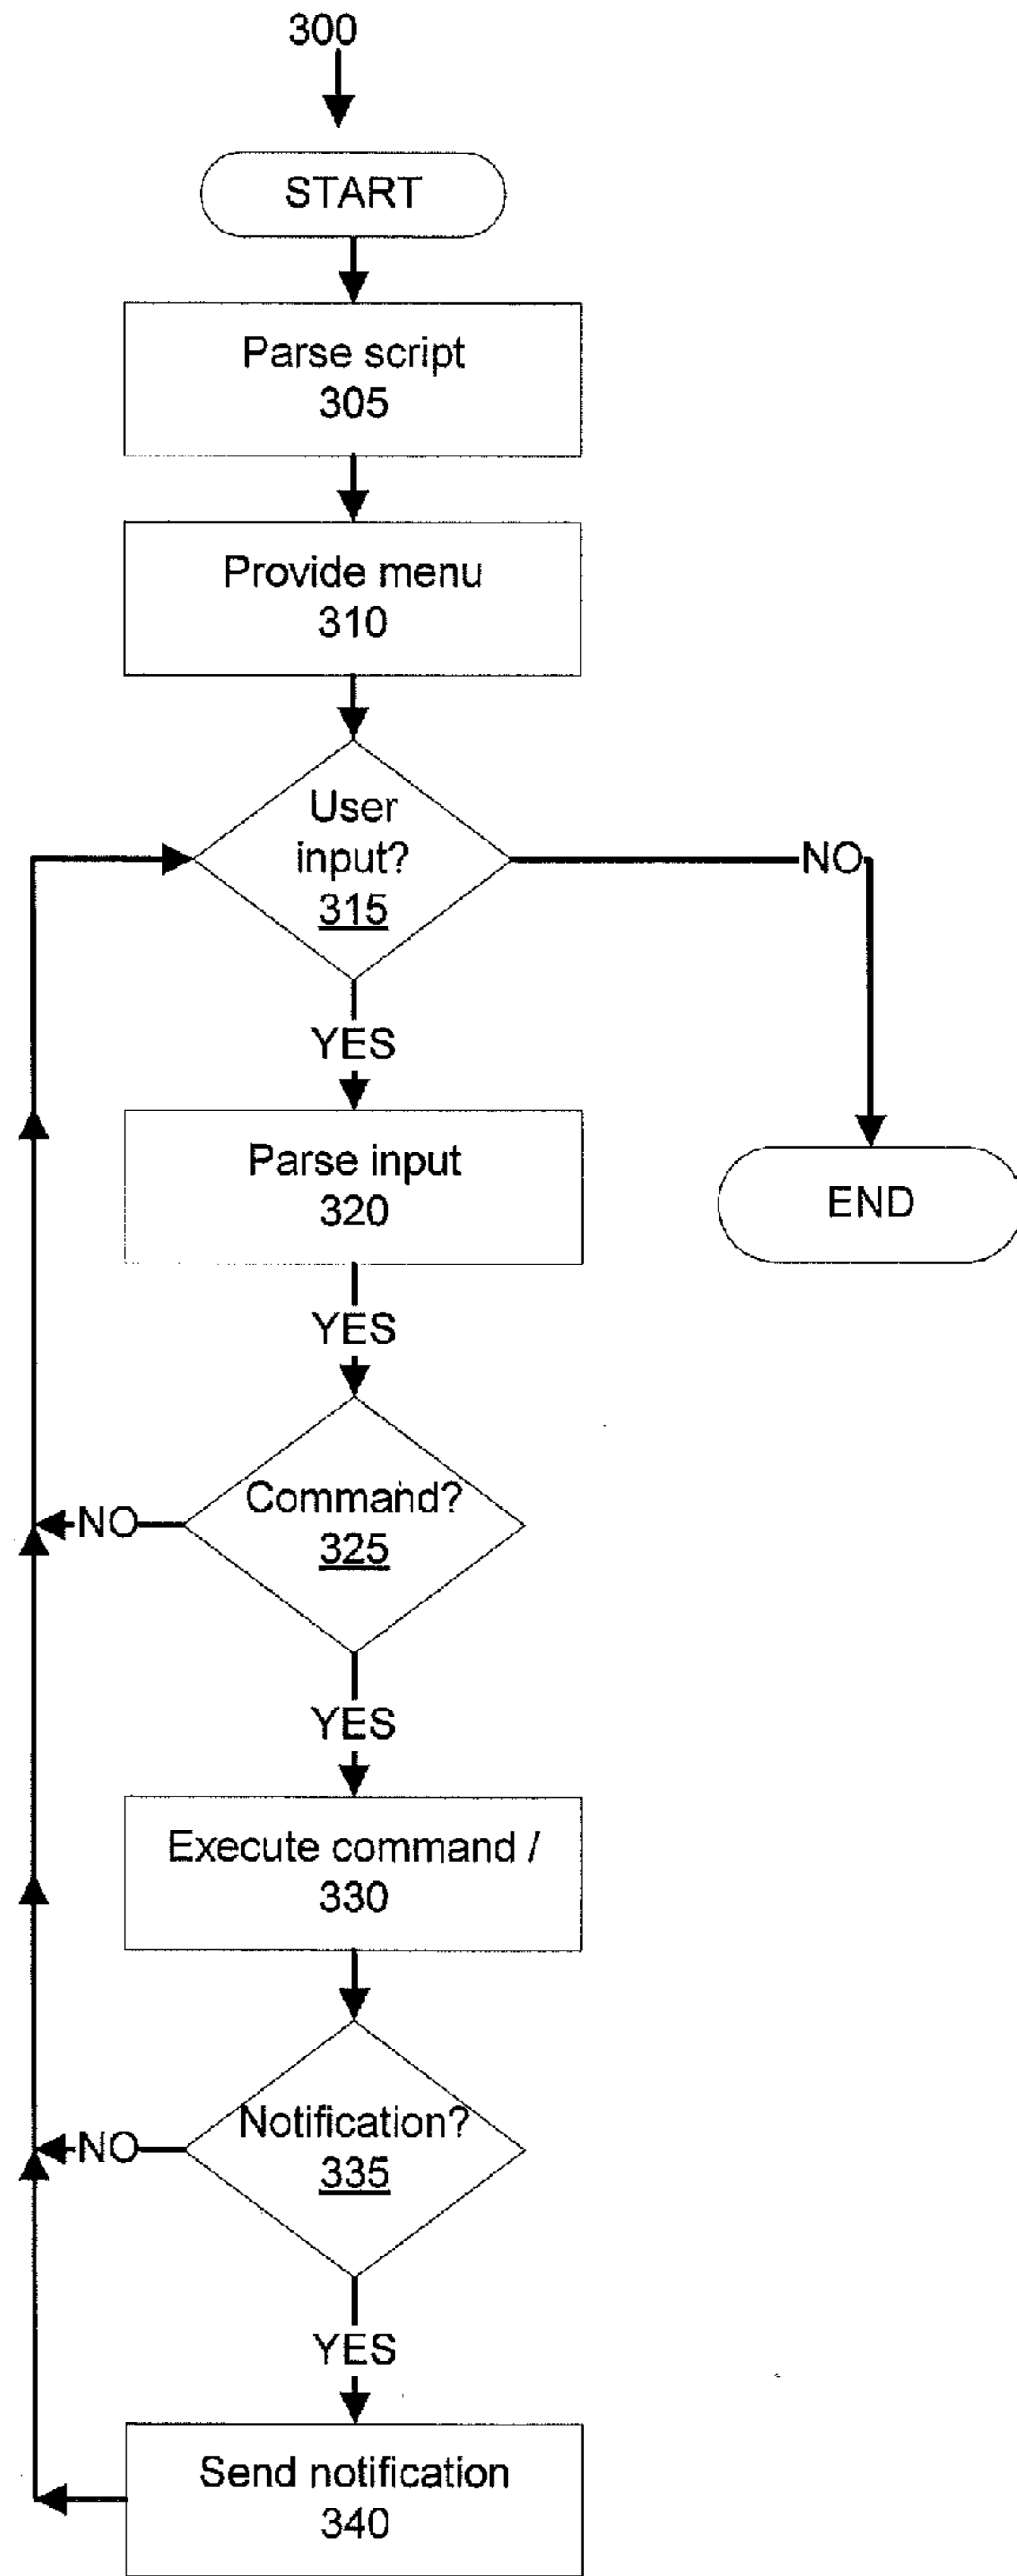 300
START
Parse script
305
Provide menu
310
User
input?
315
NO
YES
Parse input
320
END
YES
Command?
325
NO
YES
Execute command /
330
Notification?
335
NO
YES
Send notification
340